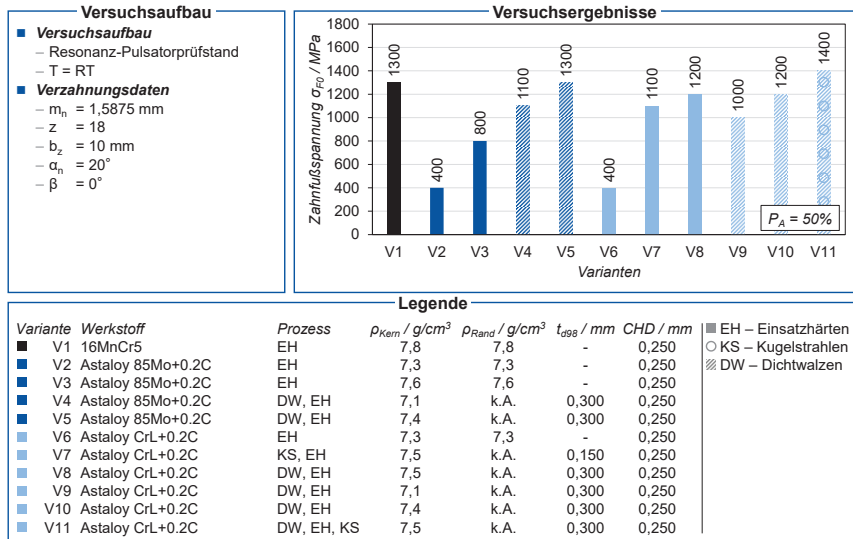 Versuchsaufbau
Versuchsaufbau
– Resonanz-Pulsatorprüfstand
– T = RT
Verzahnungsdaten
– mn = 1,5875 mm
– z = 18
– bz = 10 mm
– αn = 20°
– β = 0°
Versuchsergebnisse
Zahnfußspannung σF0 / MPa
1800
1600
1400
1200
1000
800
600
400
200
0
1300
400
800
1100
1300
400
1100
1200
1000
1200
1400
PA = 50%
V1 V2 V3 V4 V5 V6 V7 V8 V9 V10 V11
Varianten
Legende
Variante Werkstoff Prozess ρKern / g/cm³ ρRand / g/cm³ td98 / mm CHD / mm
V1 16MnCr5 EH 7,8 7,8 - 0,250
V2 Astaloy 85Mo+0.2C EH 7,3 7,3 - 0,250
V3 Astaloy 85Mo+0.2C EH 7,6 7,6 - 0,250
V4 Astaloy 85Mo+0.2C DW, EH 7,1 k.A. 0,300 0,250
V5 Astaloy 85Mo+0.2C DW, EH 7,4 k.A. 0,300 0,250
V6 Astaloy CrL+0.2C EH 7,3 7,3 - 0,250
V7 Astaloy CrL+0.2C KS, EH 7,5 k.A. 0,150 0,250
V8 Astaloy CrL+0.2C DW, EH 7,5 k.A. 0,300 0,250
V9 Astaloy CrL+0.2C DW, EH 7,1 k.A. 0,300 0,250
V10 Astaloy CrL+0.2C DW, EH 7,4 k.A. 0,300 0,250
V11 Astaloy CrL+0.2C DW, EH, KS 7,5 k.A. 0,300 0,250
EH – Einsatzhärten
KS – Kugelstrahlen
DW – Dichtwalzen